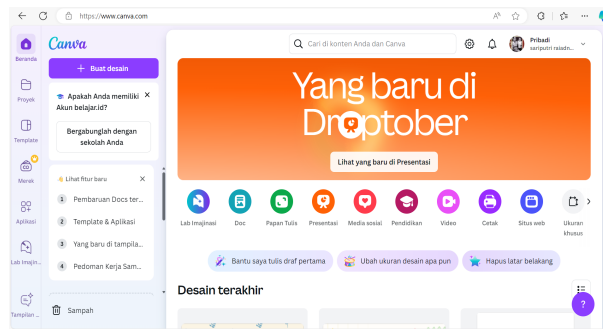 https://www.canva.com
A
Beranda
Proyek
Template
Merek
Aplikasi
Lab Imajin...
Tampilan ...
Canva
+ Buat desain
Apakah Anda memiliki
Akun belajar.id?
Bergabunglah dengan
sekolah Anda
Lihat fitur baru
1 Pembaruan Docs ter...
2 Template & Aplikasi
3 Yang baru di tampila...
4 Pedoman Kerja Sam...
Sampah
Cari di konten Anda dan Canva
Pribadi
sariputri raladn...
Yang baru di
Droptober
Lihat yang baru di Presentasi
Lab Imajinasi
Doc
Papan Tulis
Presentasi
Media sosial
Pendidikan
Video
Cetak
Situs web
Ukuran
khusus
Bantu saya tulis draf pertama
Ubah ukuran desain apa pun
Hapus latar belakang
Desain terakhir
?